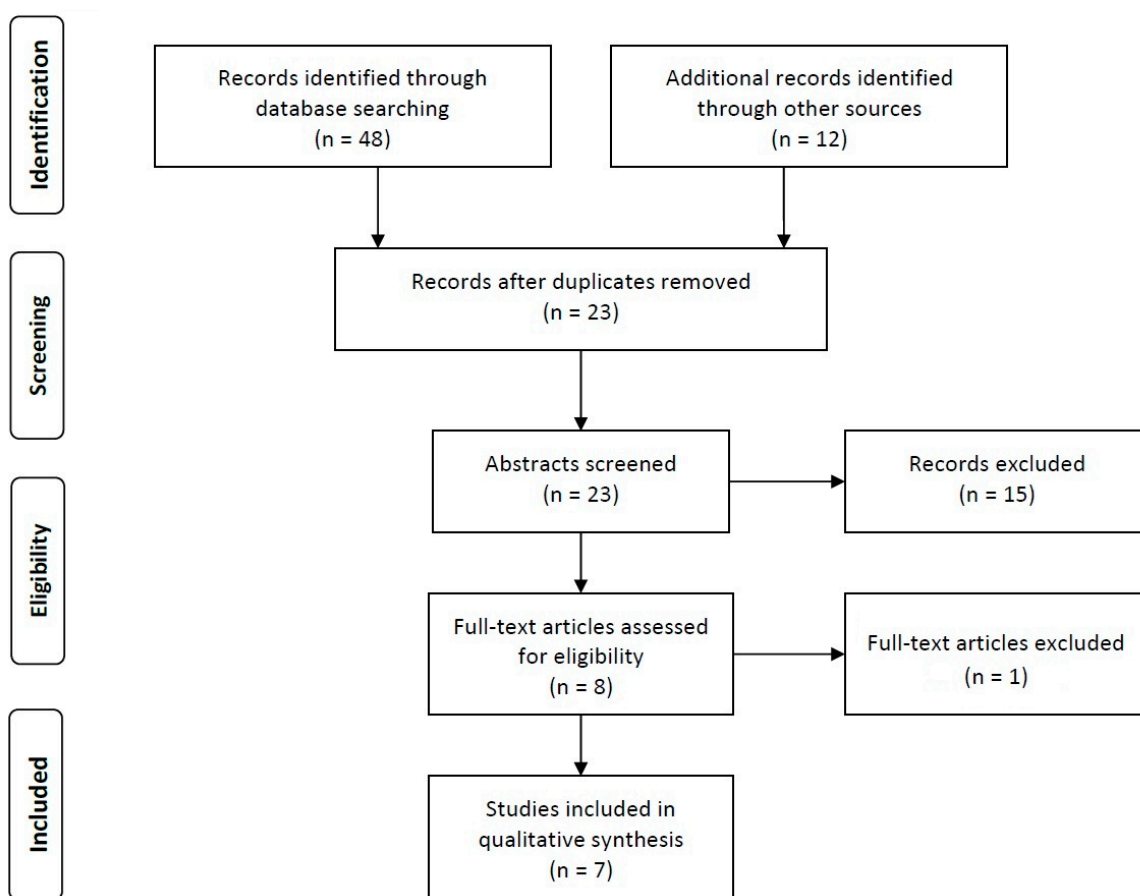 Identification
Records identified through
database searching
(n = 48)
Additional records identified
through other sources
(n = 12)
Screening
Records after duplicates removed
(n = 23)
Abstracts screened
(n = 23)
Records excluded
(n = 15)
Eligibility
Full-text articles assessed
for eligibility
(n = 8)
Full-text articles excluded
(n = 1)
Included
Studies included in
qualitative synthesis
(n = 7)